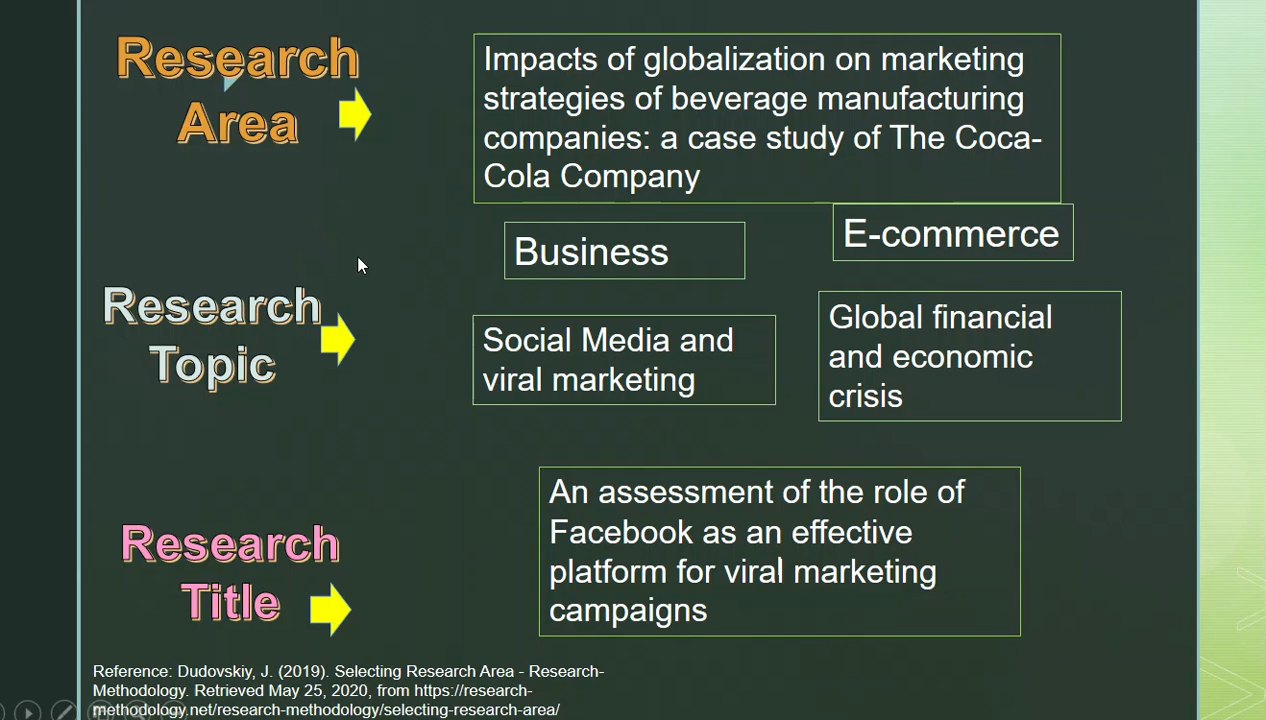 Research
Area
Impacts of globalization on marketing
strategies of beverage manufacturing
companies: a case study of The Coca-
Cola Company
Business
E-commerce
Research
Topic
Social Media and
viral marketing
Global financial
and economic
crisis
Research
Title
An assessment of the role of
Facebook as an effective
platform for viral marketing
campaigns
Reference: Dudovskiy, J. (2019). Selecting Research Area - Research-
Methodology. Retrieved May 25, 2020, from https://research-
methodology.net/research-methodology/selecting-research-area/